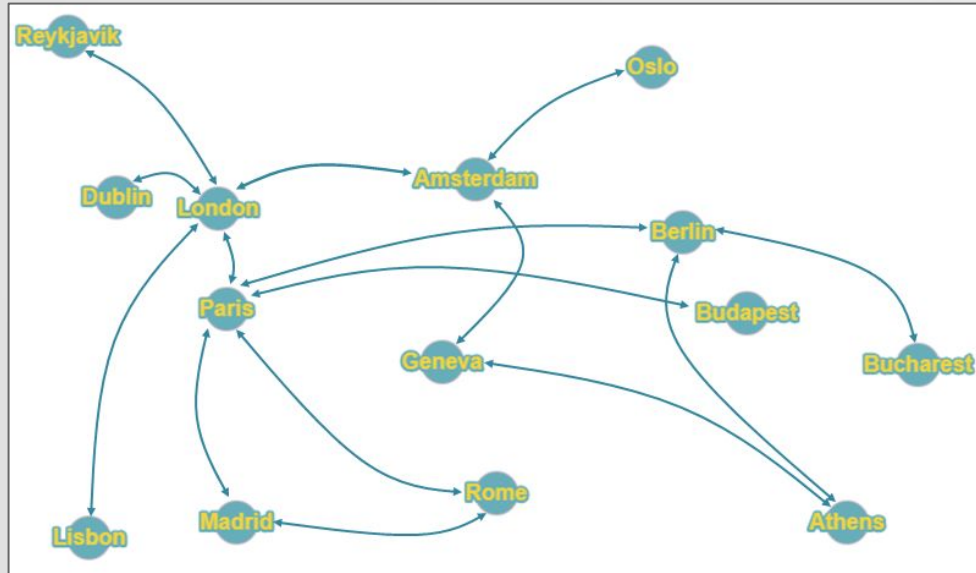 Reykjavik
Oslo
Amsterdam
Dublin
London
Berlin
Paris
Budapest
Geneva
Bucharest
Rome
Madrid
Athens
Lisbon